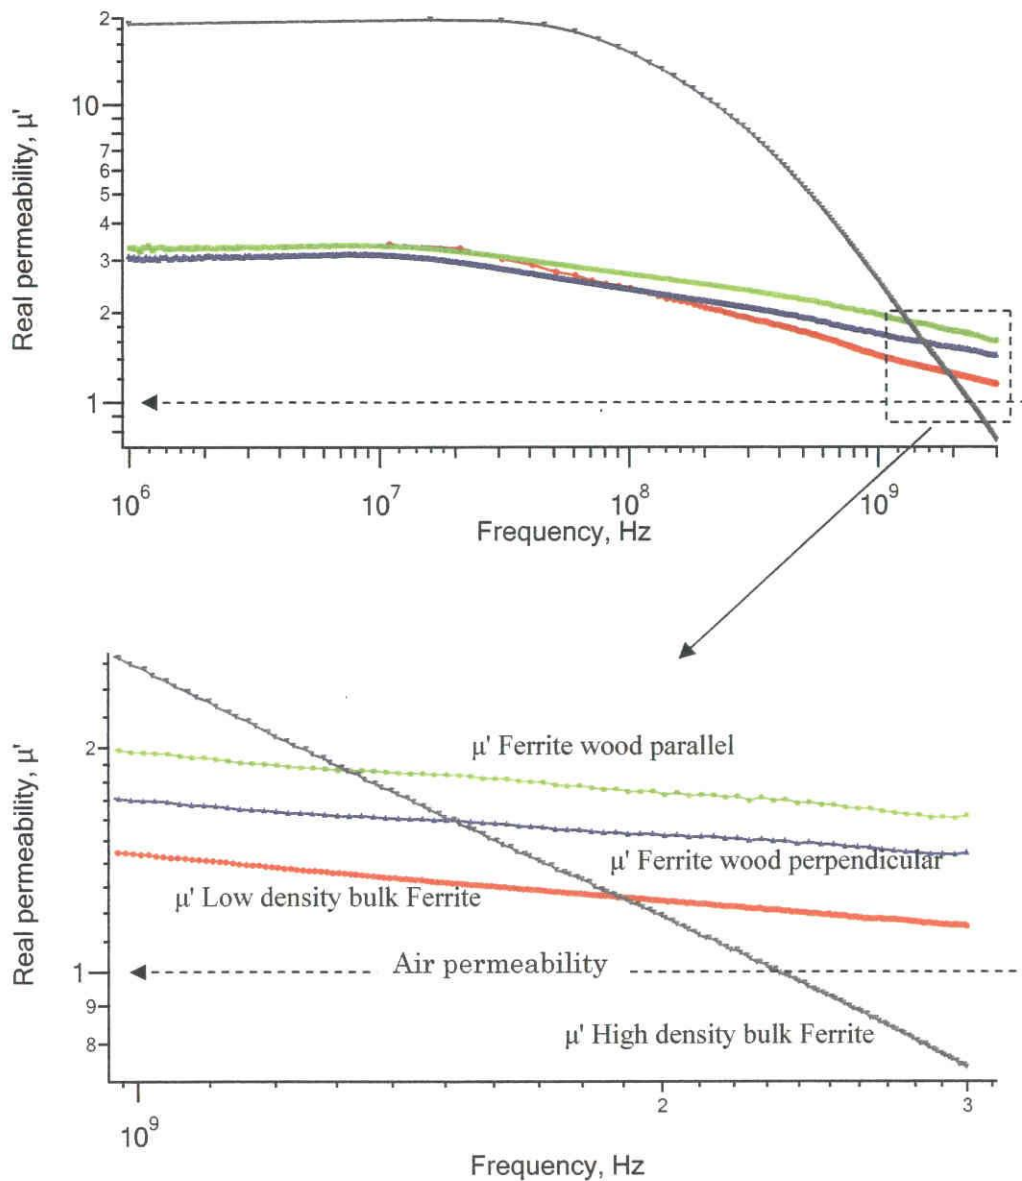 Real permeability, μ'
2
10
7
6
5
4
3
2
1
10^6
10^7
10^8
10^9
Frequency, Hz
Real permeability, μ'
2
1
9
8
μ' Ferrite wood parallel
μ' Ferrite wood perpendicular
μ' Low density bulk Ferrite
Air permeability
μ' High density bulk Ferrite
10^9
2
3
Frequency, Hz